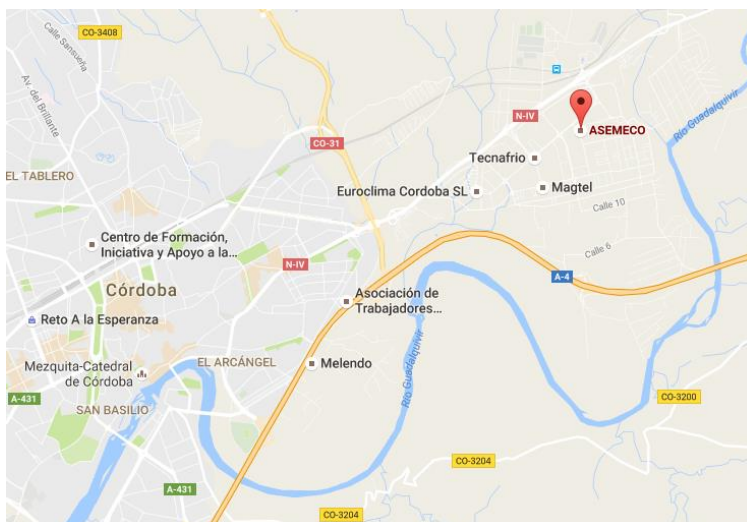 CO-3408
Calle Sansueña
Av. del Brillante
EL TABLERO
CO-31
N-IV
ASEMECO
Río Guadalquivir
Tecnafrio
Euroclima Cordoba SL
Magtel
Calle 10
Calle 6
Centro de Formación,
Iniciativa y Apoyo a la...
N-IV
A-4
Córdoba
Asociación de
Trabajadores...
Reto A la Esperanza
Río Guadalquivir
EL ARCÁNGEL
Melendo
Mezquita-Catedral
de Córdoba
A-431
SAN BASILIO
CO-3200
CO-3204
A-431
CO-3204